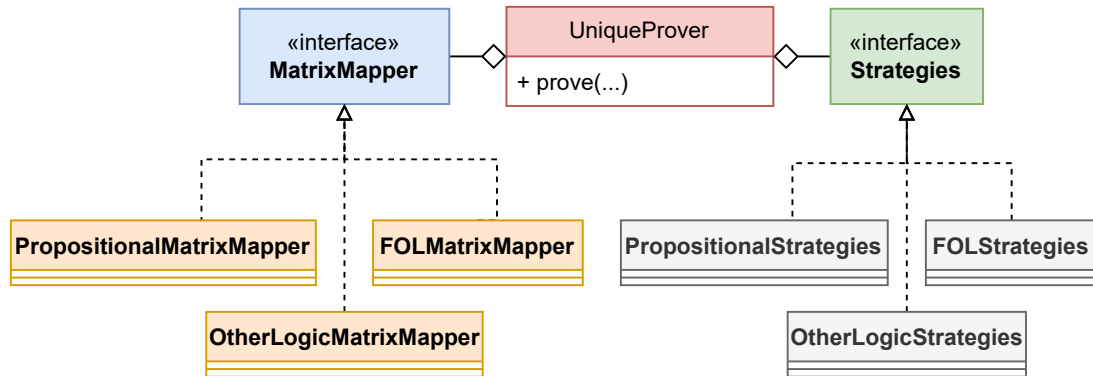 «interface»
MatrixMapper
UniqueProver
+ prove(...)
«interface»
Strategies
PropositionalMatrixMapper
FOLMatrixMapper
OtherLogicMatrixMapper
PropositionalStrategies
FOLStrategies
OtherLogicStrategies